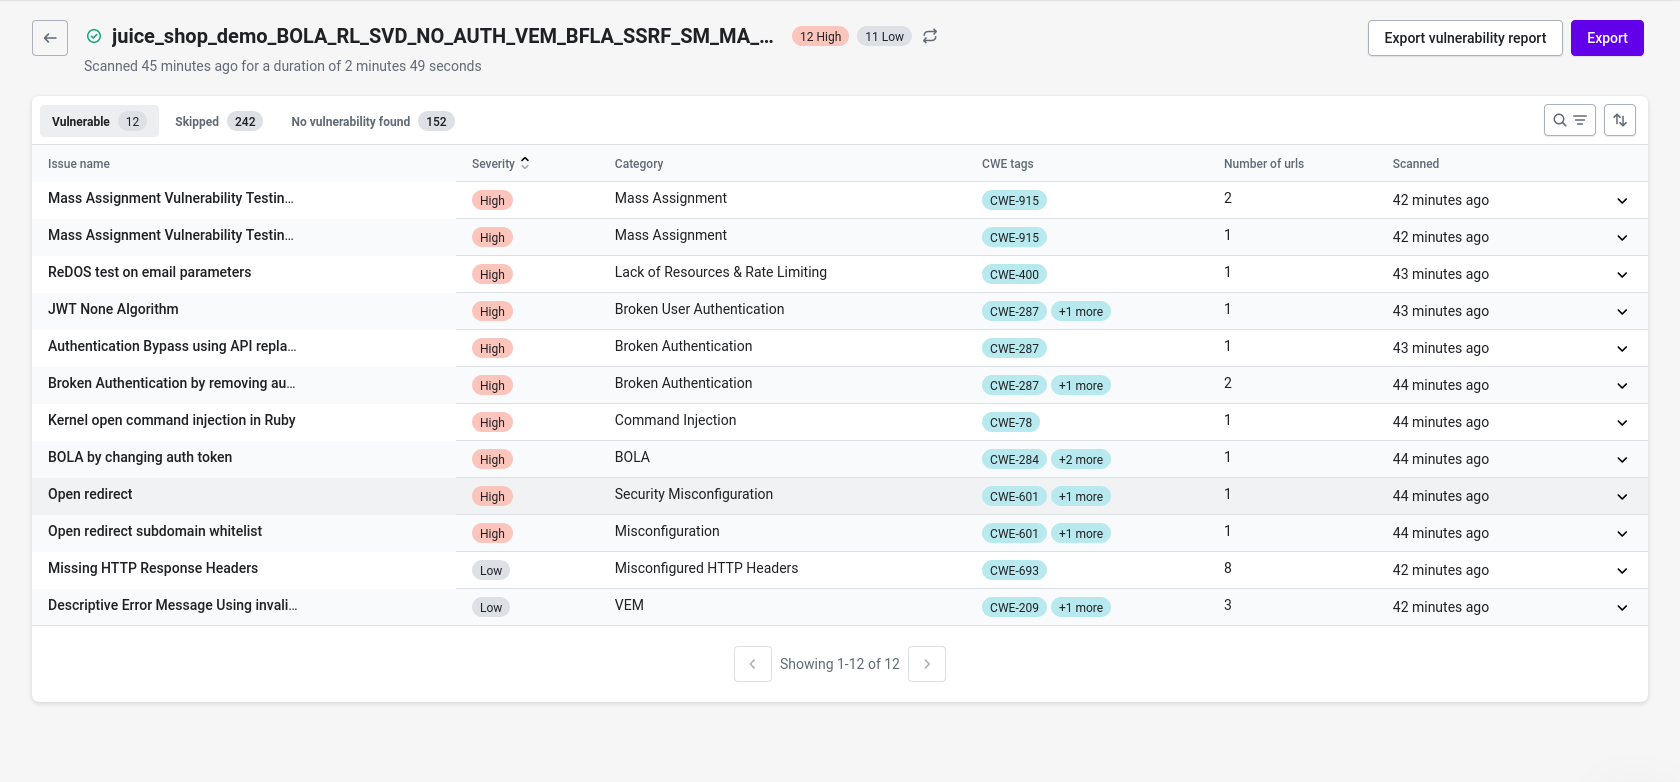 juice_shop_demo_BOLA_RL_SVD_NO_AUTH_VEM_BFLA_SSRF_SM_MA_... 12 High 11 Low Export vulnerability report Export
Scanned 45 minutes ago for a duration of 2 minutes 49 seconds
Vulnerable 12 Skipped 242 No vulnerability found 152
Issue name Severity Category CWE tags Number of urls Scanned
Mass Assignment Vulnerability Testin... High Mass Assignment CWE-915 2 42 minutes ago
Mass Assignment Vulnerability Testin... High Mass Assignment CWE-915 1 42 minutes ago
ReDOS test on email parameters High Lack of Resources & Rate Limiting CWE-400 1 43 minutes ago
JWT None Algorithm High Broken User Authentication CWE-287 +1 more 1 43 minutes ago
Authentication Bypass using API repla... High Broken Authentication CWE-287 1 43 minutes ago
Broken Authentication by removing au... High Broken Authentication CWE-287 +1 more 2 44 minutes ago
Kernel open command injection in Ruby High Command Injection CWE-78 1 44 minutes ago
BOLA by changing auth token High BOLA CWE-284 +2 more 1 44 minutes ago
Open redirect High Security Misconfiguration CWE-601 +1 more 1 44 minutes ago
Open redirect subdomain whitelist High Misconfiguration CWE-601 +1 more 1 44 minutes ago
Missing HTTP Response Headers Low Misconfigured HTTP Headers CWE-693 8 42 minutes ago
Descriptive Error Message Using invali... Low VEM CWE-209 +1 more 3 42 minutes ago
Showing 1-12 of 12